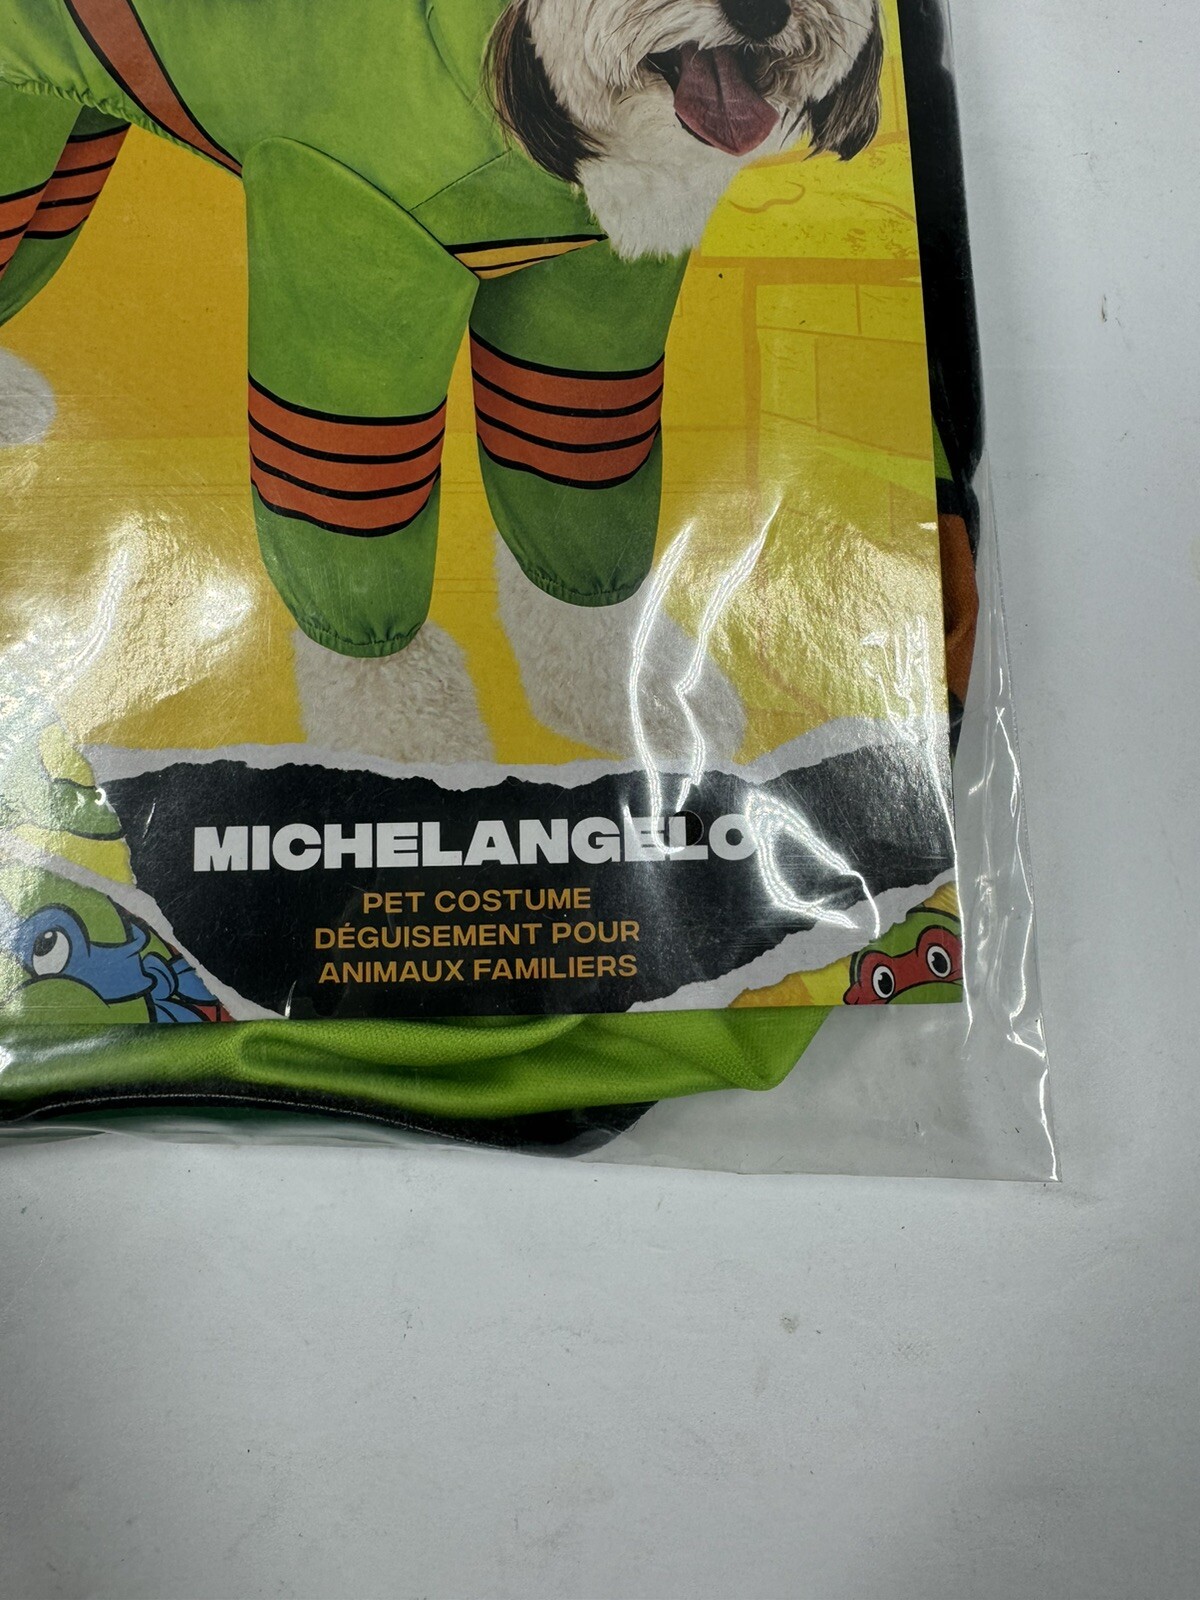 MICHELANGELO
PET COSTUME
DÉGUISEMENT POUR
ANIMAUX FAMILIERS